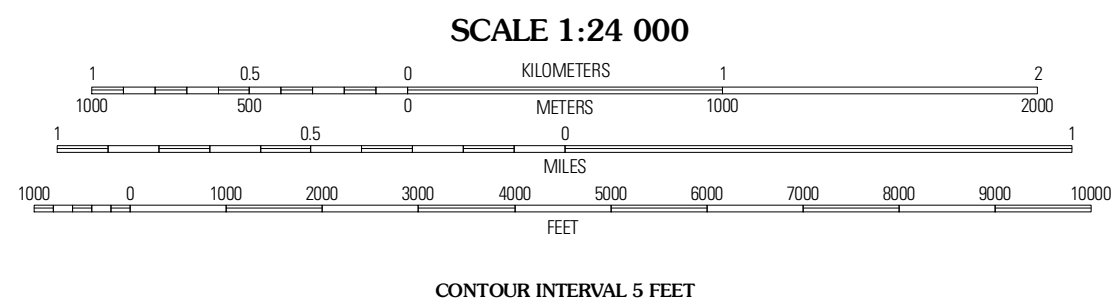 SCALE 1:24 000
1 0.5 0 KILOMETERS 1 2
1000 500 0 METERS 1000 2000
1 0.5 0 1
MILES
1000 0 1000 2000 3000 4000 5000 6000 7000 8000 9000 10000
FEET
CONTOUR INTERVAL 5 FEET